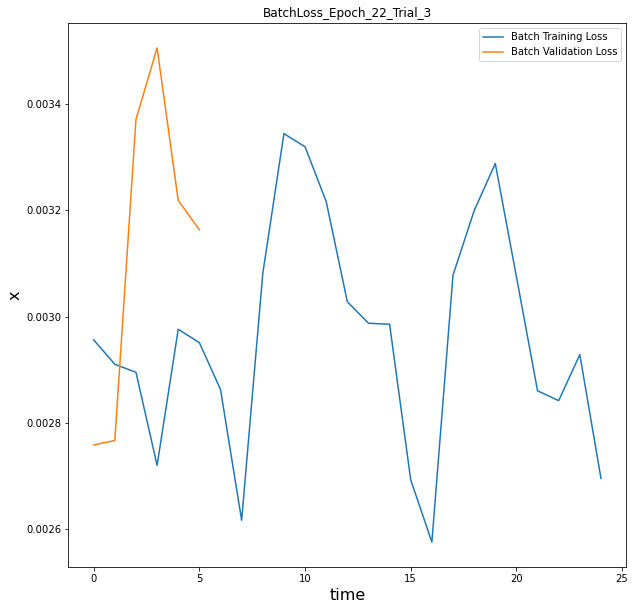 BatchLoss_Epoch_22_Trial_3
Batch Training Loss
Batch Validation Loss
0.0034
0.0032
0.0030
0.0028
0.0026
x
0 5 10 15 20 25
time